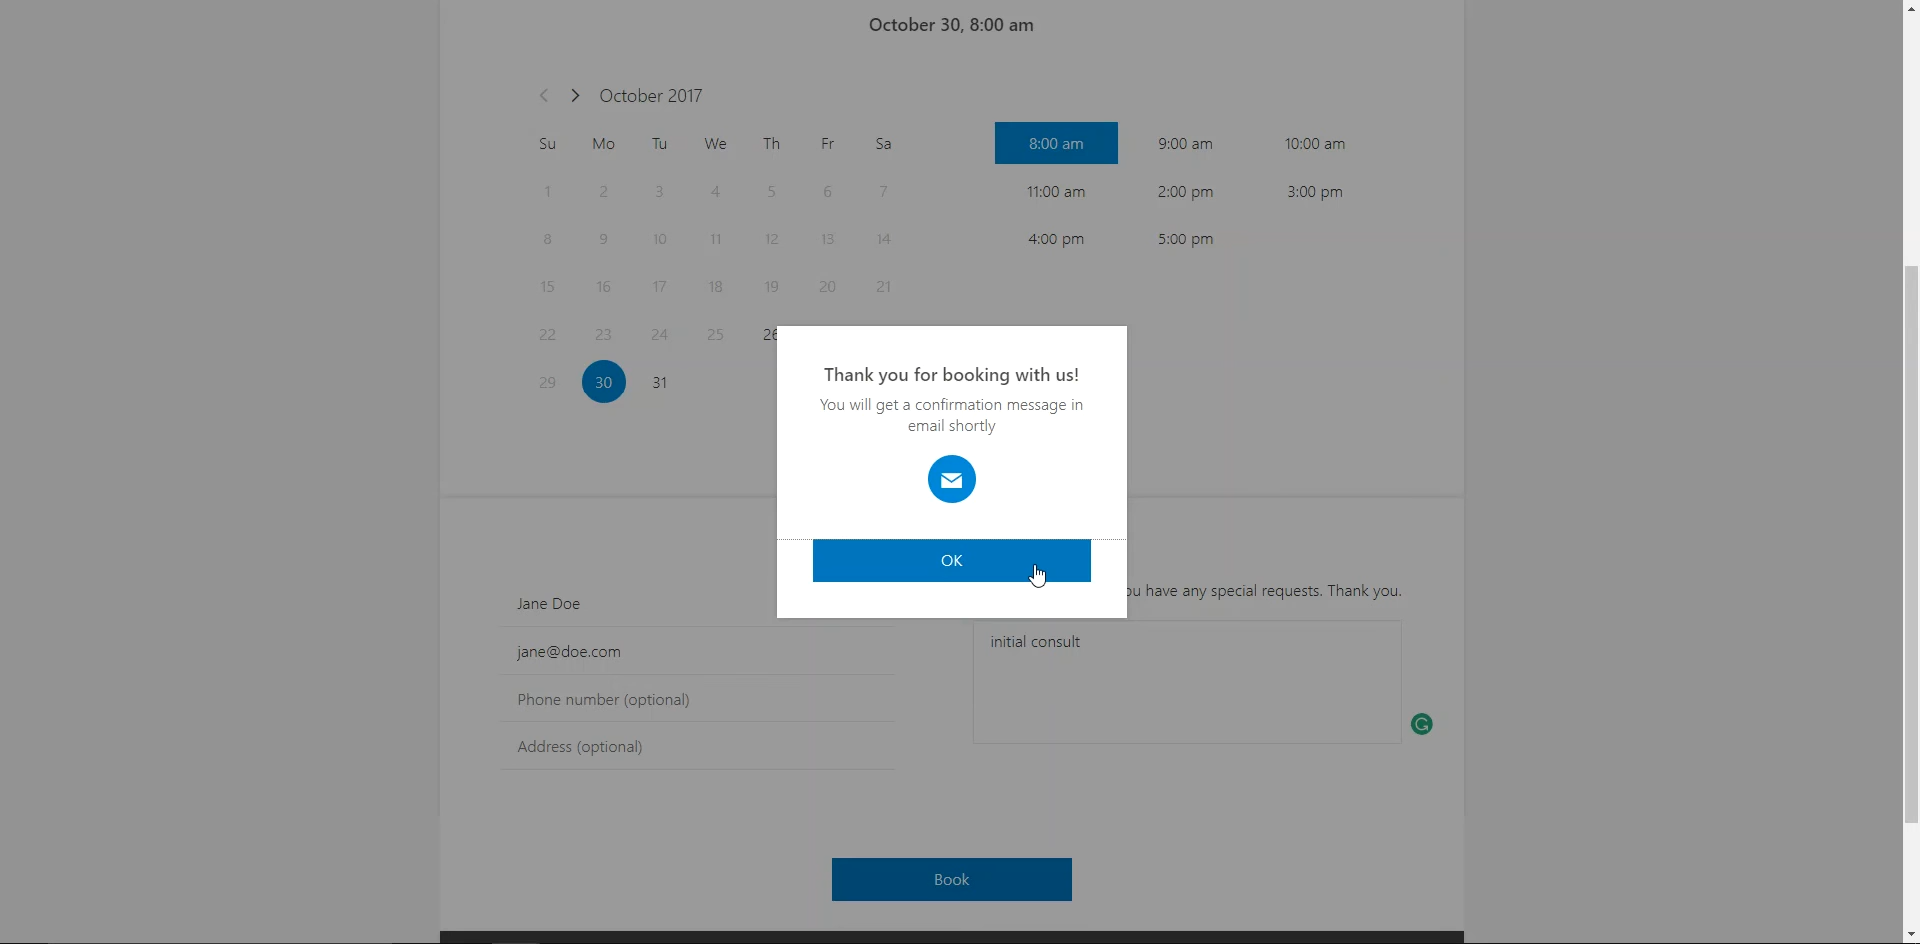 October 30, 8:00 am
October 2017
Su Mo Tu We Th Fr Sa
1 2 3 4 5 6 7
8 9 10 11 12 13 14
15 16 17 18 19 20 21
22 23 24 25 26
29 30 31
8:00 am 9:00 am 10:00 am
11:00 am 2:00 pm 3:00 pm
4:00 pm 5:00 pm
Thank you for booking with us!
You will get a confirmation message in
email shortly
OK
Jane Doe
jane@doe.com
Phone number (optional)
Address (optional)
have any special requests. Thank you.
initial consult
Book